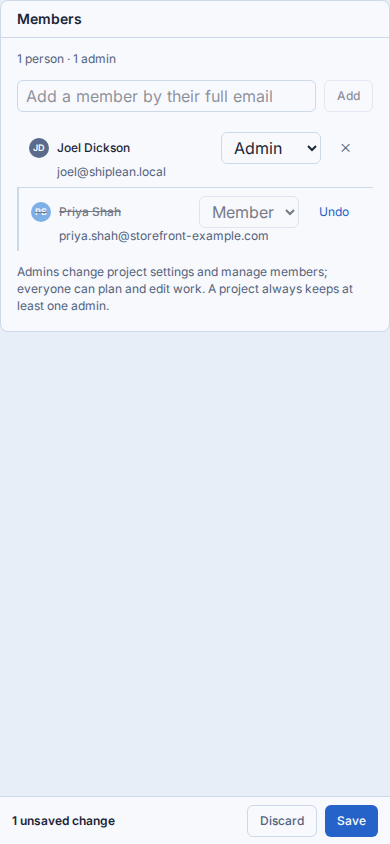 Members
1 person · 1 admin
Add a member by their full email Add
JD Joel Dickson Admin
joel@shiplean.local
Priya Shah Member Undo
priya.shah@storefront-example.com
Admins change project settings and manage members;
everyone can plan and edit work. A project always keeps at
least one admin.
1 unsaved change Discard Save